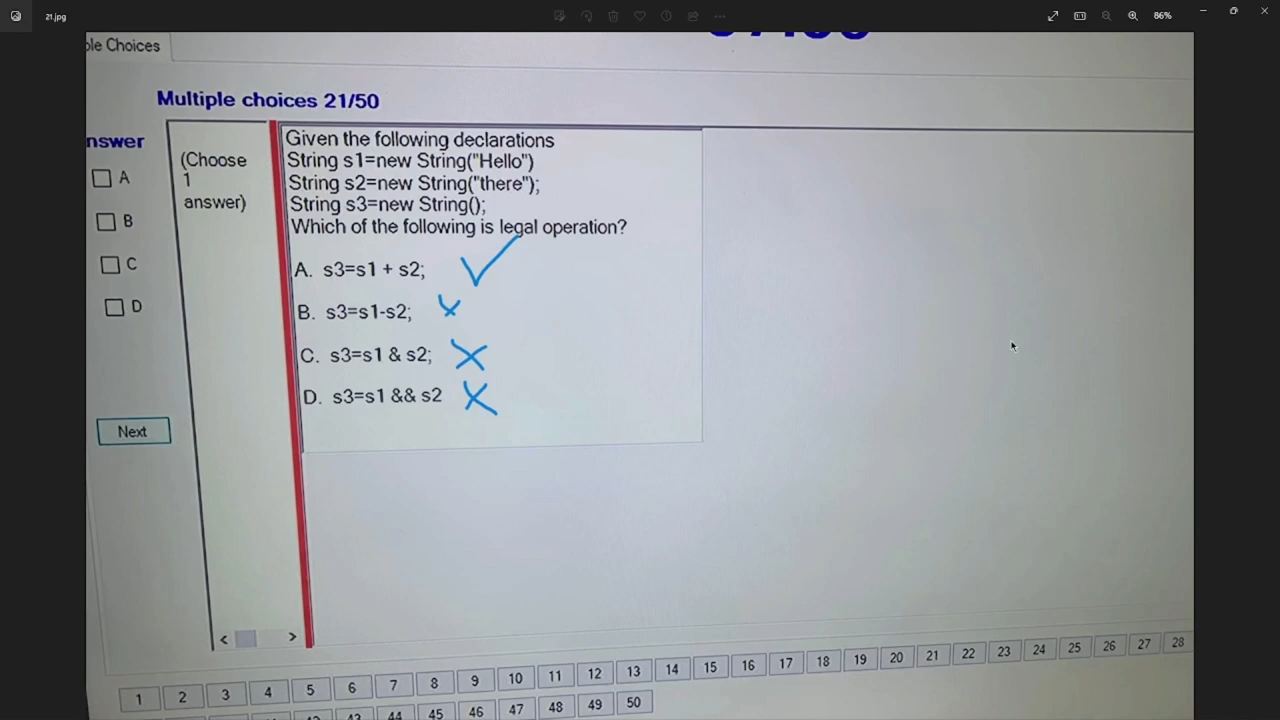 21.jpg
86%
ple Choices
Multiple choices 21/50
nswer
A
B
C
D
Next
(Choose
1
answer)
Given the following declarations
String s1=new String("Hello")
String s2=new String("there");
String s3=new String();
Which of the following is legal operation?
A. s3=s1 + s2;
B. s3=s1-s2;
C. s3=s1 & s2;
D. s3=s1 && s2
< >
1 2 3 4 5 6 7 8 9 10 11 12 13 14 15 16 17 18 19 20 21 22 23 24 25 26 27 28
43 44 45 46 47 48 49 50